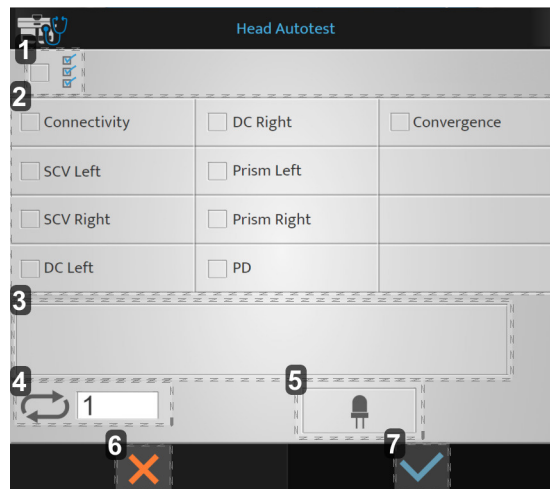 Head Autotest
1
2
Connectivity DC Right Convergence
SCV Left Prism Left
SCV Right Prism Right
DC Left PD
3
4 5
1
6 7